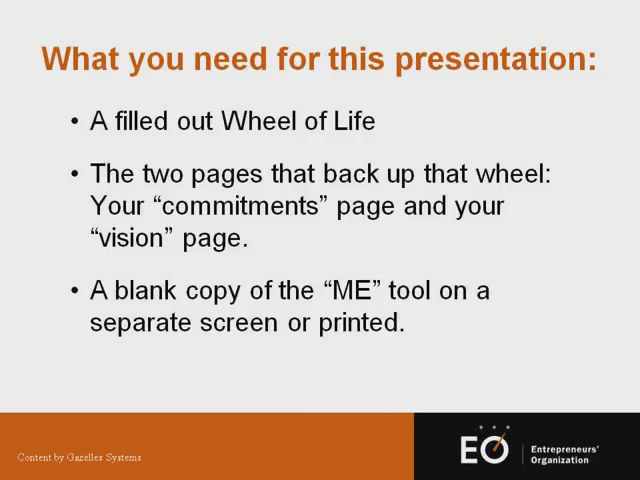 What you need for this presentation:
• A filled out Wheel of Life
• The two pages that back up that wheel:
Your “commitments” page and your
“vision” page.
• A blank copy of the “ME” tool on a
separate screen or printed.
Content by Gazelles Systems
EO
Entrepreneurs'
Organization